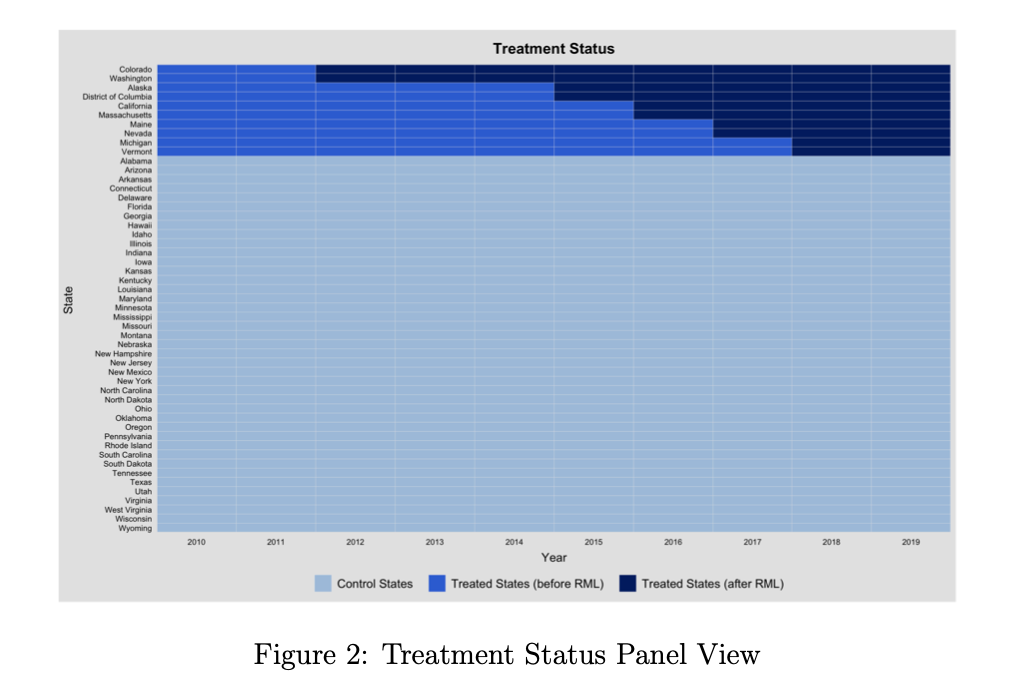 Treatment Status
Colorado
Washington
Alaska
District of Columbia
California
Massachusetts
Maine
Nevada
Michigan
Vermont
Alabama
Arizona
Arkansas
Connecticut
Delaware
Florida
Georgia
Hawaii
Idaho
Illinois
Indiana
Iowa
Kansas
Kentucky
Louisiana
Maryland
Minnesota
Mississippi
Missouri
Montana
Nebraska
New Hampshire
New Jersey
New Mexico
New York
North Carolina
North Dakota
Ohio
Oklahoma
Oregon
Pennsylvania
Rhode Island
South Carolina
South Dakota
Tennessee
Texas
Utah
Virginia
West Virginia
Wisconsin
Wyoming
State
2010 2011 2012 2013 2014 2015 2016 2017 2018 2019
Year
Control States Treated States (before RML) Treated States (after RML)
Figure 2: Treatment Status Panel View